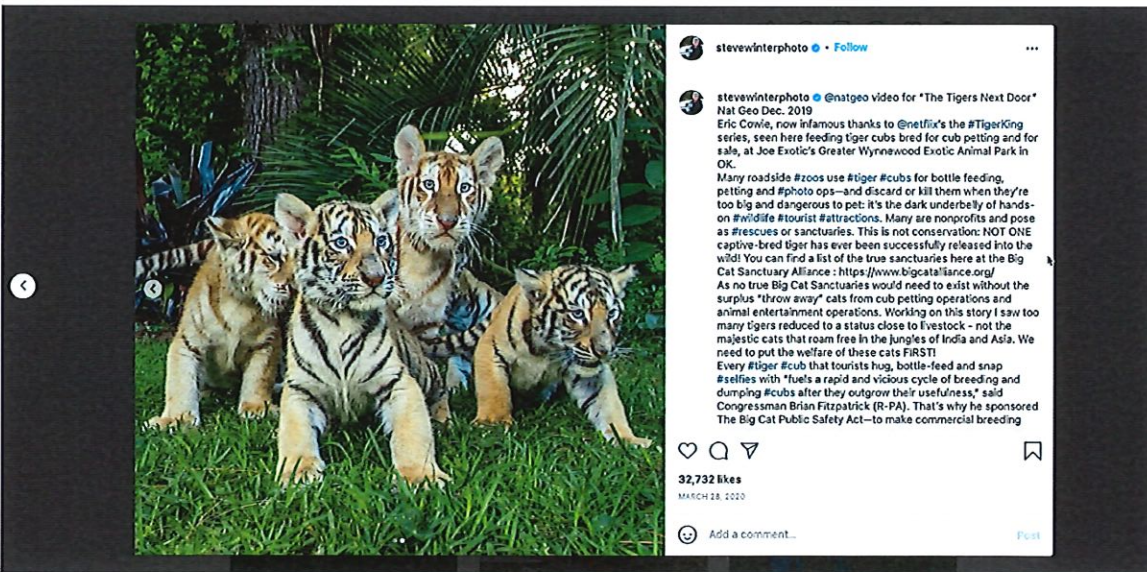 stevewinterphoto • Follow
stevewinterphoto @natgeo video for "The Tigers Next Door"
Nat Geo Dec. 2019
Eric Cowie, now infamous thanks to @netflix's the #TigerKing
series, seen here feeding tiger cubs bred for cub petting and for
sale, at Joe Exotic's Greater Wynnewood Exotic Animal Park in
OK.
Many roadside #zoos use #tiger #cubs for bottle feeding,
petting and #photo ops—and discard or kill them when they're
too big and dangerous to pet: it's the dark underbelly of hands-
on #wildlife #tourist #attractions. Many are nonprofits and pose
as #rescues or sanctuaries. This is not conservation: NOT ONE
captive-bred tiger has ever been successfully released into the
wild! You can find a list of the true sanctuaries here at the Big
Cat Sanctuary Alliance : https://www.bigcatalliance.org/
As no true Big Cat Sanctuaries would need to exist without the
surplus "throw away" cats from cub petting operations and
animal entertainment operations. Working on this story I saw too
many tigers reduced to a status close to livestock - not the
majestic cats that roam free in the jungles of India and Asia. We
need to put the welfare of these cats FIRST!
Every #tiger #cub that tourists hug, bottle-feed and snap
#selfies with "fuels a rapid and vicious cycle of breeding and
dumping #cubs after they outgrow their usefulness," said
Congressman Brian Fitzpatrick (R-PA). That's why he sponsored
The Big Cat Public Safety Act—to make commercial breeding
32,732 likes
MARCH 28, 2020
Add a comment...
Post